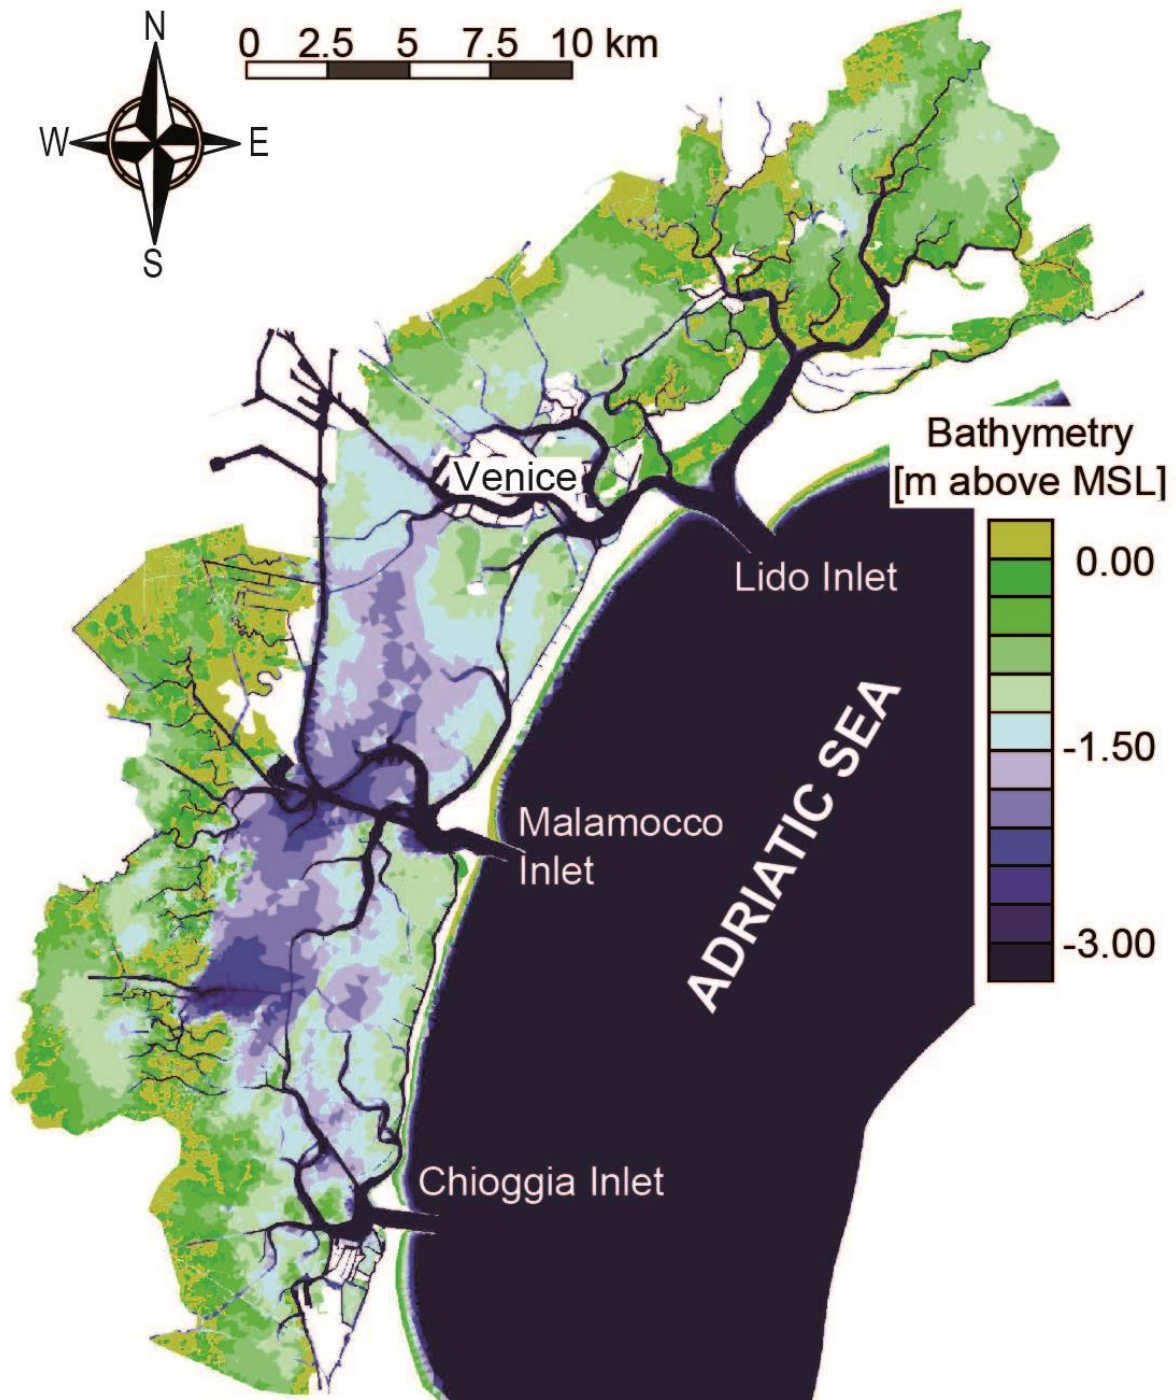 N
0 2.5 5 7.5 10 km
W E
S
Bathymetry
[m above MSL]
Venice
0.00
Lido Inlet
-1.50
ADRIATIC SEA
Malamocco
Inlet
-3.00
Chioggia Inlet